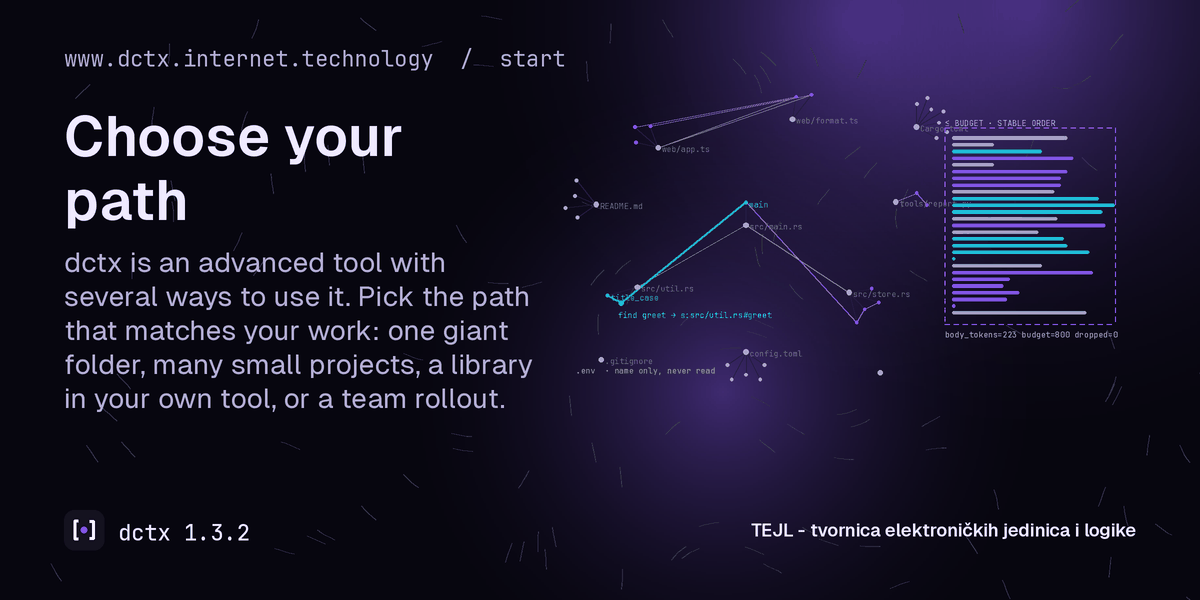 www.dctx.internet.technology / start
Choose your
path
dctx is an advanced tool with
several ways to use it. Pick the path
that matches your work: one giant
folder, many small projects, a library
in your own tool, or a team rollout.
web/format.ts
web/app.ts
README.md
main
src/main.rs
src/util.rs
title_case
find greet → s:src/util.rs#greet
src/store.rs
.gitignore
.env · name only, never read
config.toml
≤ BUDGET · STABLE ORDER
body_tokens=223 budget=800 dropped=0
[•] dctx 1.3.2
TEJL - tvornica elektroničkih jedinica i logike